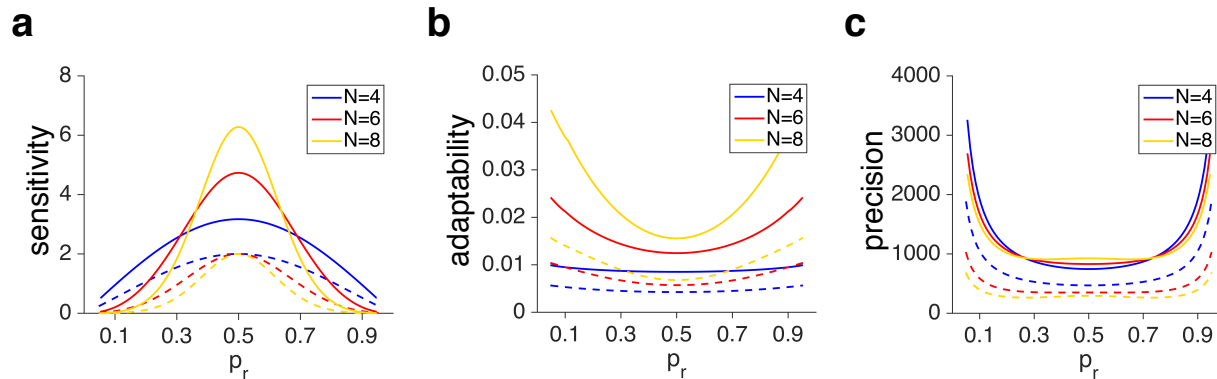 a
sensitivity
8
6
4
2
0
0.1 0.3 0.5 0.7 0.9
p_r
N=4
N=6
N=8
b
adaptability
0.05
0.04
0.03
0.02
0.01
0
0.1 0.3 0.5 0.7 0.9
p_r
N=4
N=6
N=8
c
precision
4000
3000
2000
1000
0
0.1 0.3 0.5 0.7 0.9
p_r
N=4
N=6
N=8